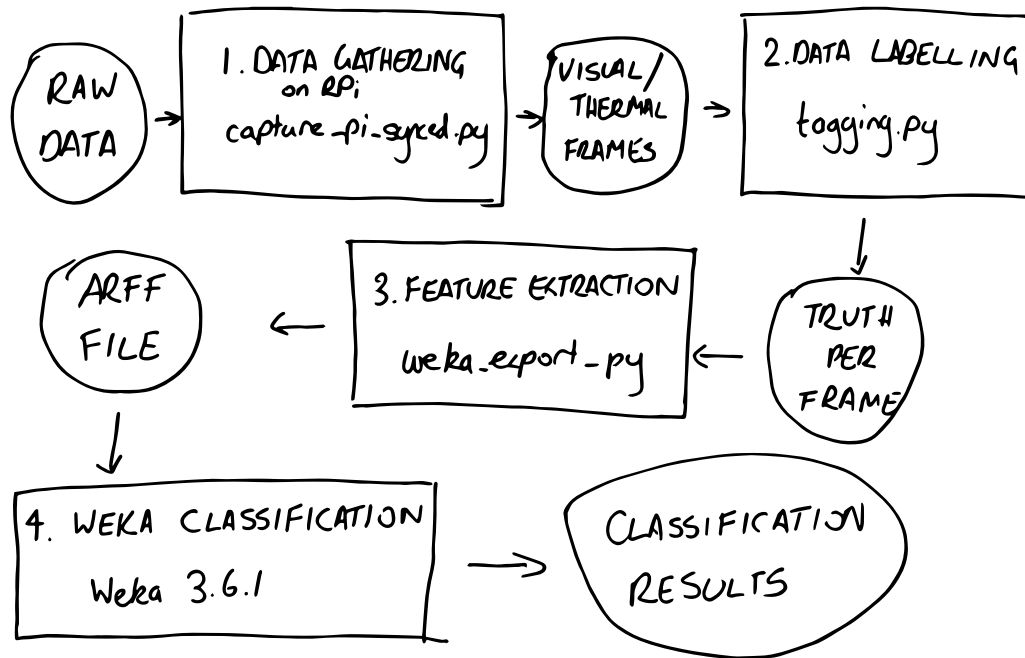 RAW
DATA
1. DATA GATHERING
on RPi
capture_pi_synced.py
VISUAL/
THERMAL
FRAMES
2. DATA LABELLING
tagging.py
TRUTH
PER
FRAME
3. FEATURE EXTRACTION
weka_export_py
ARFF
FILE
4. WEKA CLASSIFICATION
Weka 3.6.1
CLASSIFICATION
RESULTS